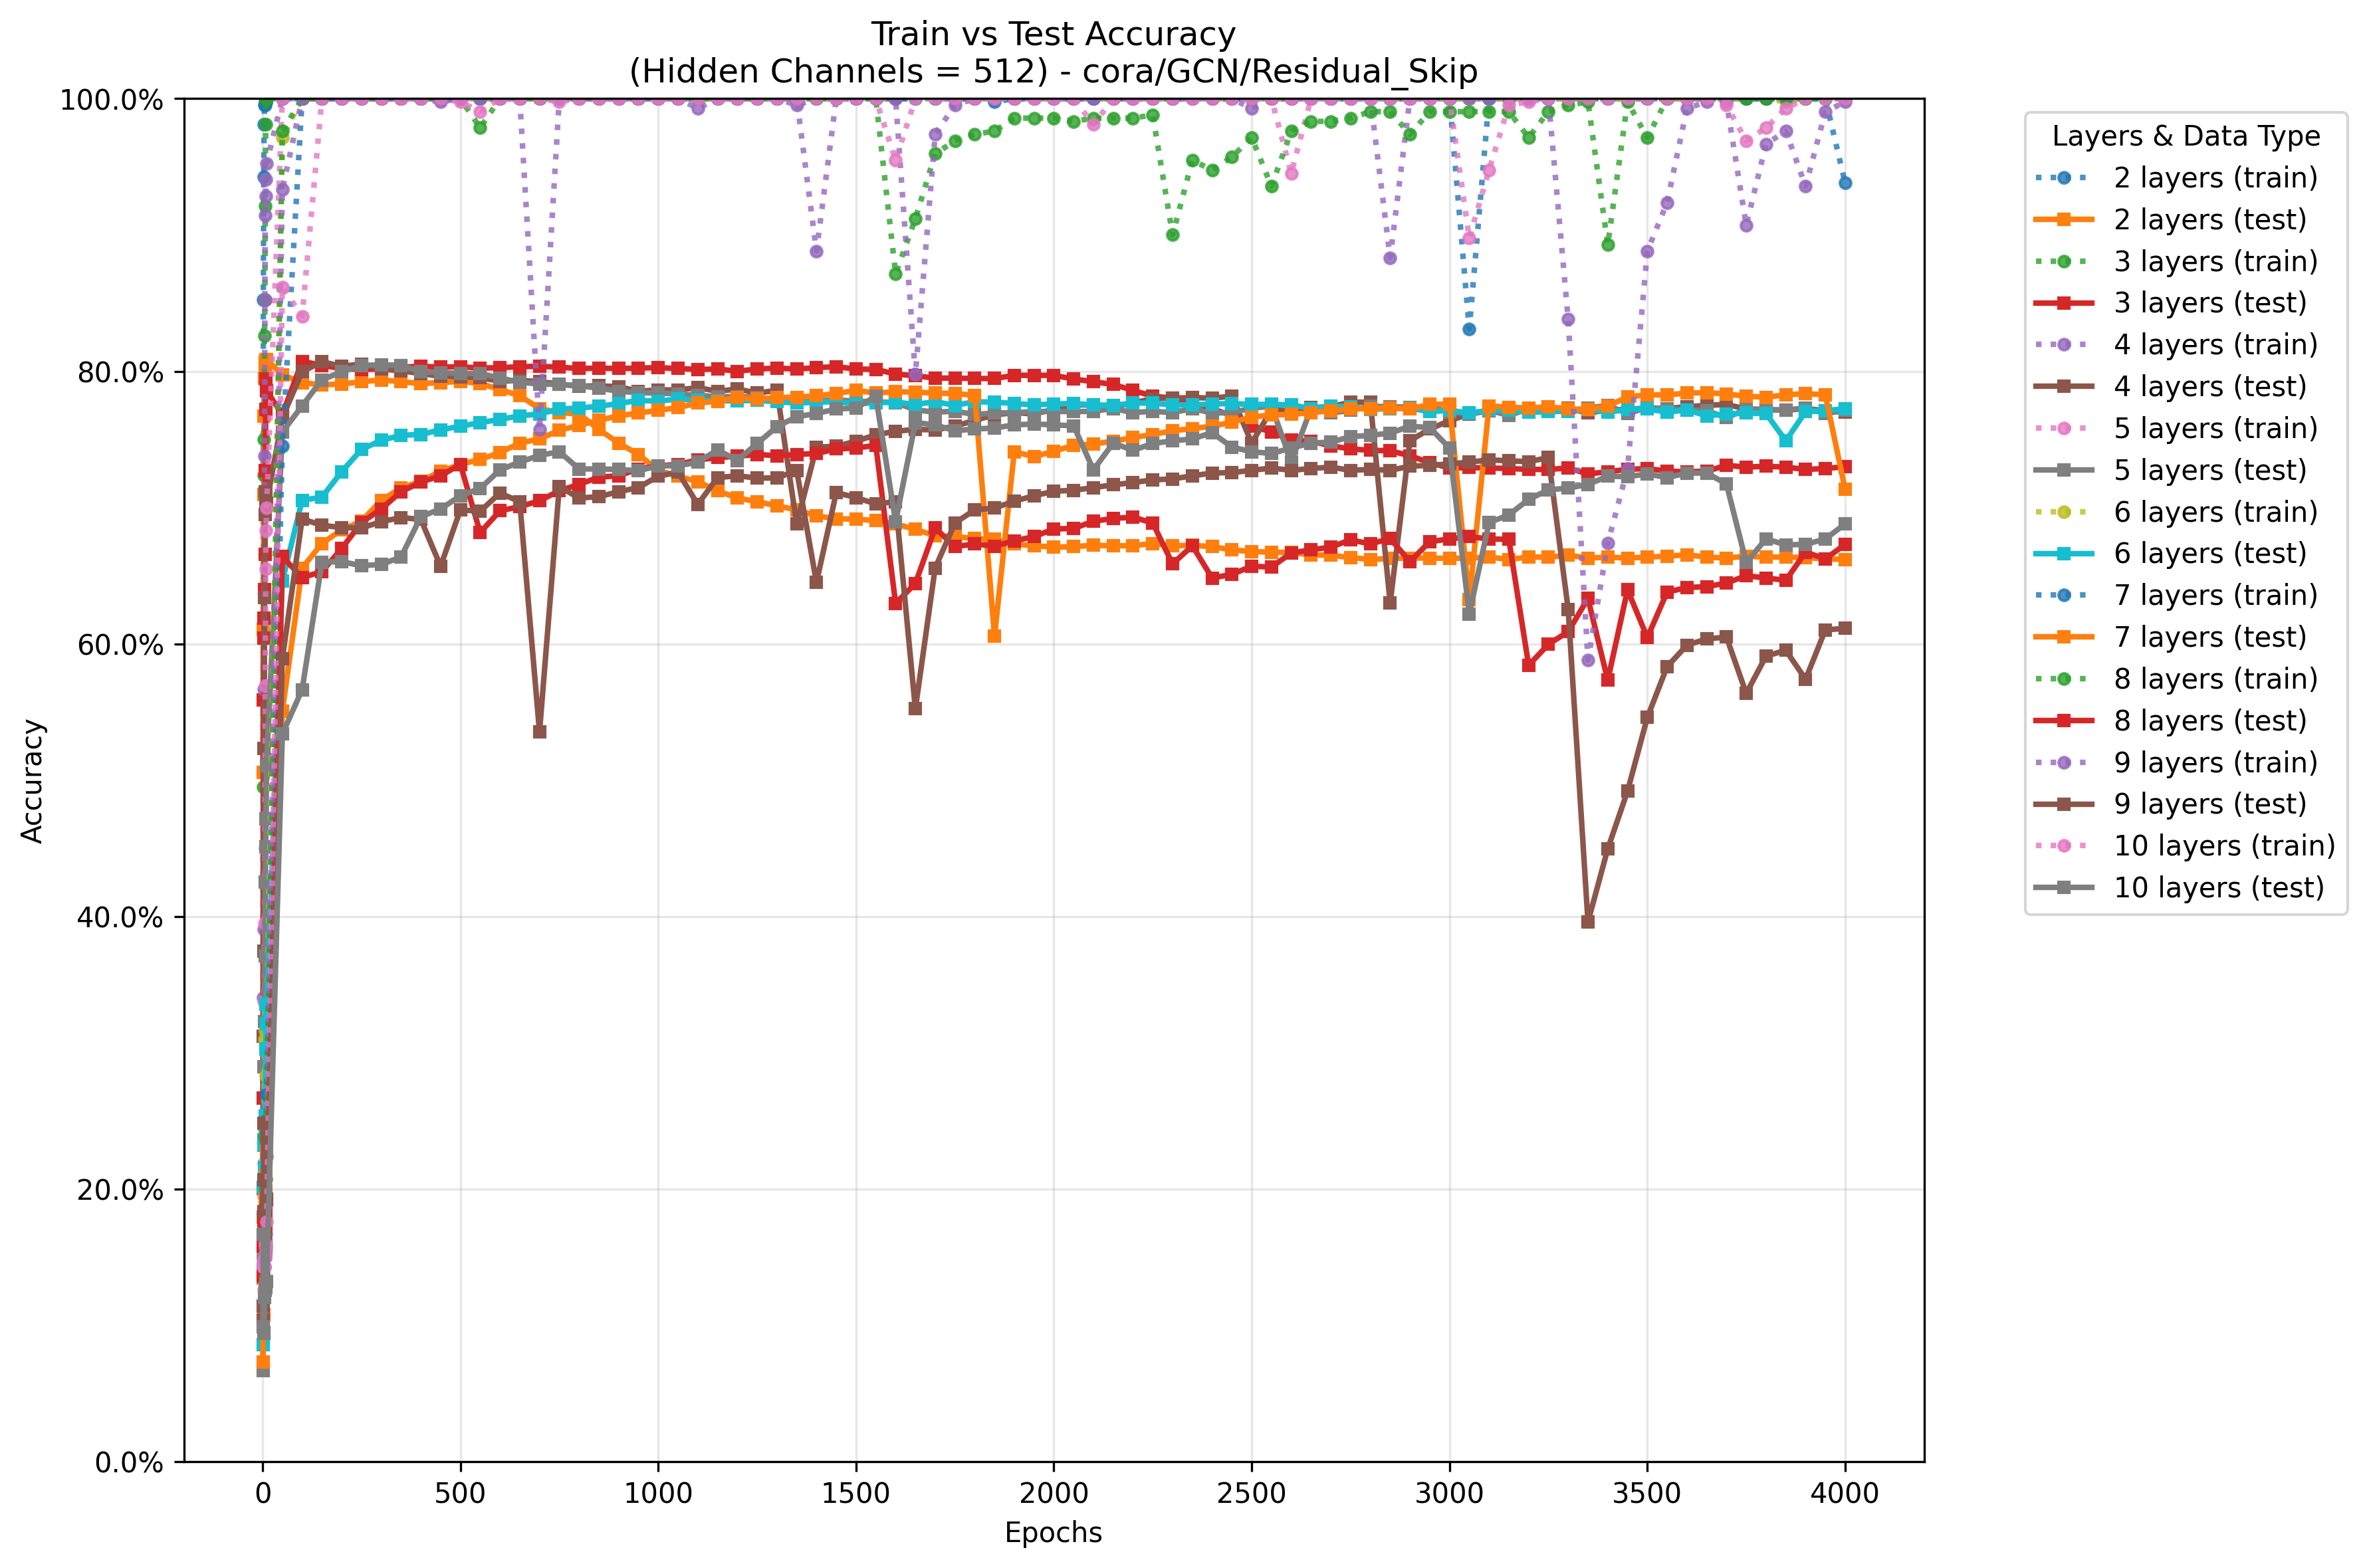 Train vs Test Accuracy
(Hidden Channels = 512) - cora/GCN/Residual_Skip
100.0%
80.0%
60.0%
40.0%
20.0%
0.0%
Accuracy
0
500
1000
1500
2000
2500
3000
3500
4000
Epochs
Layers & Data Type
2 layers (train)
2 layers (test)
3 layers (train)
3 layers (test)
4 layers (train)
4 layers (test)
5 layers (train)
5 layers (test)
6 layers (train)
6 layers (test)
7 layers (train)
7 layers (test)
8 layers (train)
8 layers (test)
9 layers (train)
9 layers (test)
10 layers (train)
10 layers (test)